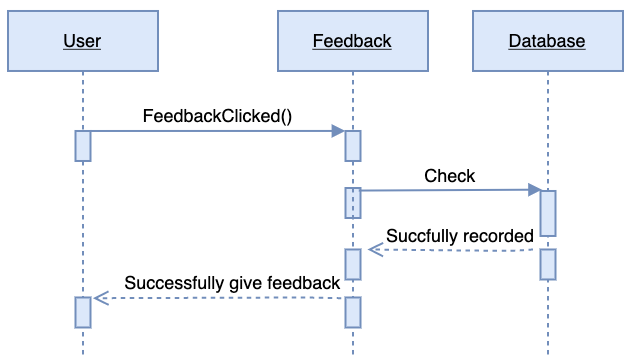 User
Feedback
Database
FeedbackClicked()
Check
Succfully recorded
Successfully give feedback